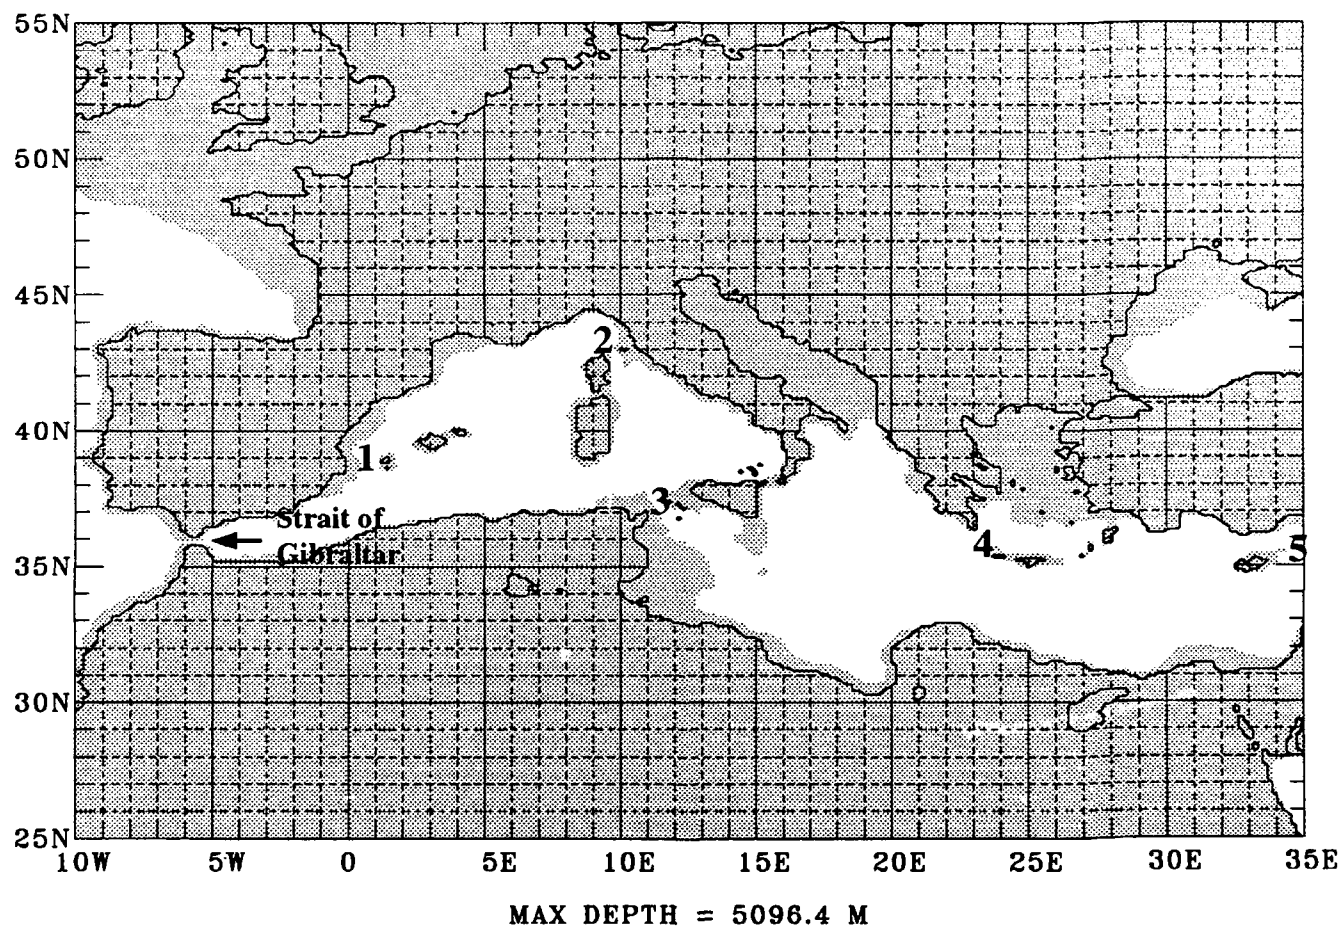 55N
50N
45N
2
40N
1
3
Strait of
Gibraltar
4
5
35N
30N
25N
10W 5W 0 5E 10E 15E 20E 25E 30E 35E
MAX DEPTH = 5096.4 M